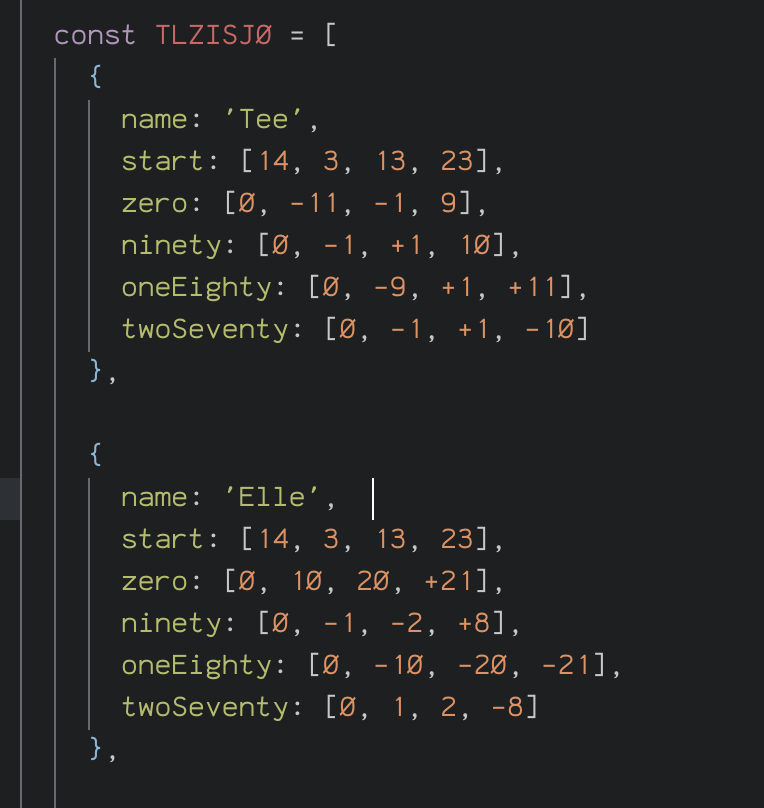 const TLZISJ0 = [
{
name: 'Tee',
start: [14, 3, 13, 23],
zero: [0, -11, -1, 9],
ninety: [0, -1, +1, 10],
oneEighty: [0, -9, +1, +11],
twoSeventy: [0, -1, +1, -10]
},
{
name: 'Elle',
start: [14, 3, 13, 23],
zero: [0, 10, 20, +21],
ninety: [0, -1, -2, +8],
oneEighty: [0, -10, -20, -21],
twoSeventy: [0, 1, 2, -8]
},